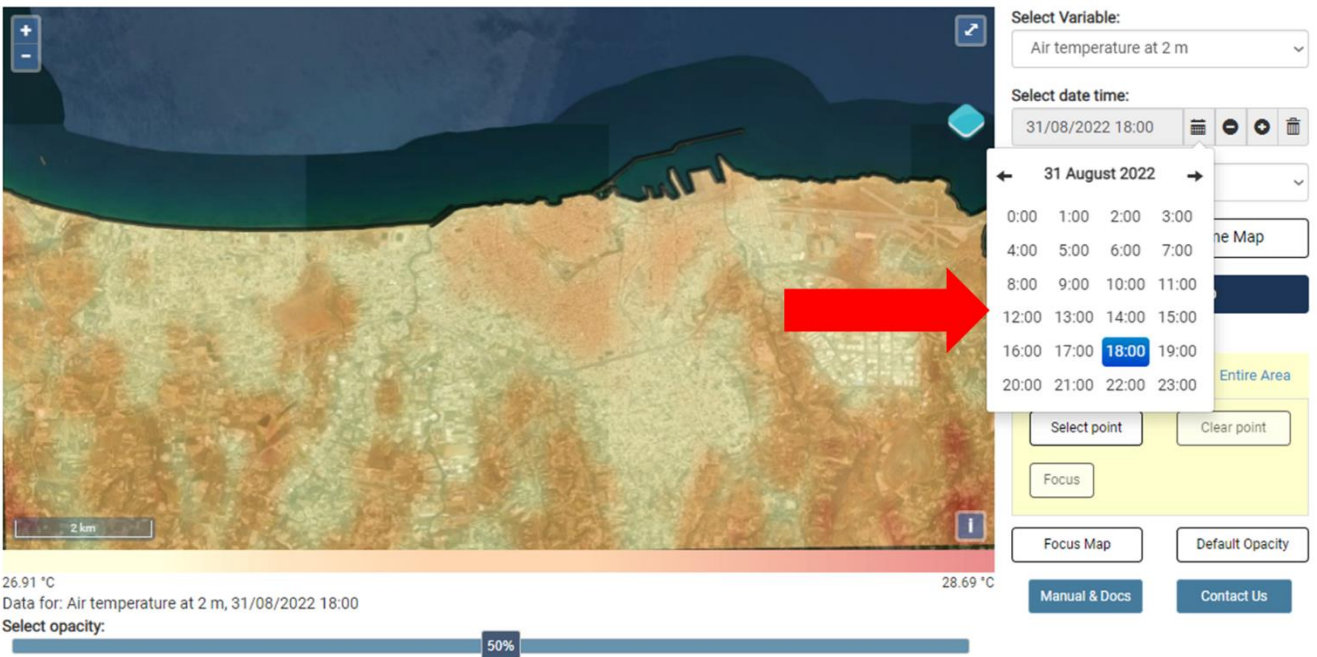 +
-
2 km
i
26.91 °C
28.69 °C
Data for: Air temperature at 2 m, 31/08/2022 18:00
Select opacity:
50%
Select Variable:
Air temperature at 2 m
Select date time:
31/08/2022 18:00
31 August 2022
0:00 1:00 2:00 3:00
4:00 5:00 6:00 7:00
8:00 9:00 10:00 11:00
12:00 13:00 14:00 15:00
16:00 17:00 18:00 19:00
20:00 21:00 22:00 23:00
Map
Entire Area
Select point Clear point
Focus
Focus Map Default Opacity
Manual & Docs Contact Us